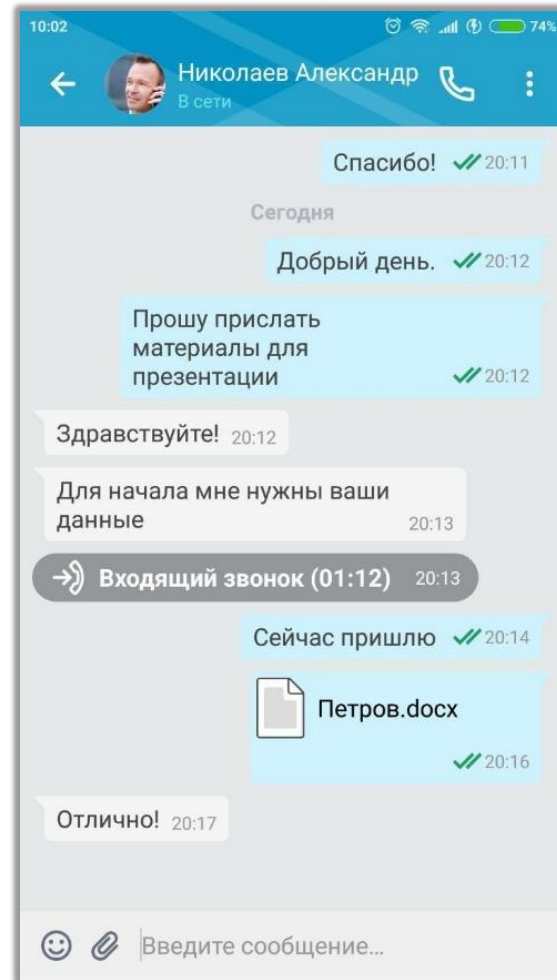 10:02
74%
Николаев Александр
В сети
Спасибо! 20:11
Сегодня
Добрый день. 20:12
Прошу прислать
материалы для
презентации 20:12
Здравствуйте! 20:12
Для начала мне нужны ваши
данные 20:13
Входящий звонок (01:12) 20:13
Сейчас пришлю 20:14
Петров.docx
20:16
Отлично! 20:17
Введите сообщение...